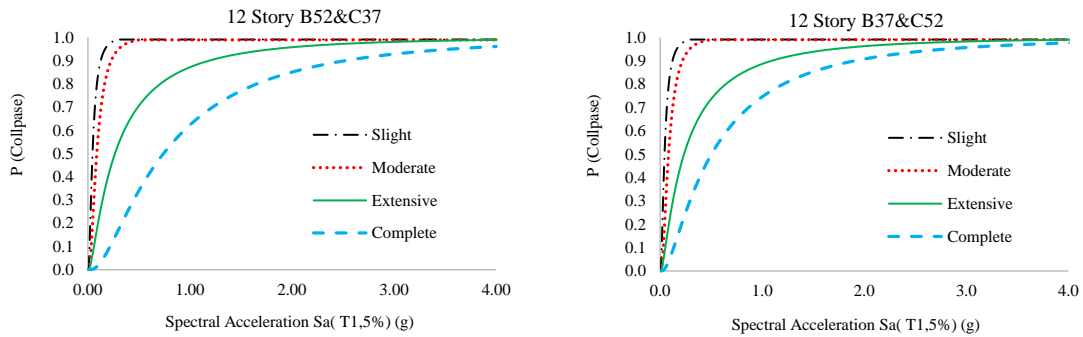 12 Story B52&C37
1.0
0.9
0.8
0.7
0.6
0.5
0.4
0.3
0.2
0.1
0.0
P (Collpase)
Slight
Moderate
Extensive
Complete
0.00 1.00 2.00 3.00 4.00
Spectral Acceleration Sa( T1,5%) (g)
12 Story B37&C52
1.0
0.9
0.8
0.7
0.6
0.5
0.4
0.3
0.2
0.1
0.0
P (Collpase)
Slight
Moderate
Extensive
Complete
0.0 1.00 2.00 3.0 4.0
Spectral Acceleration Sa( T1,5%) (g)